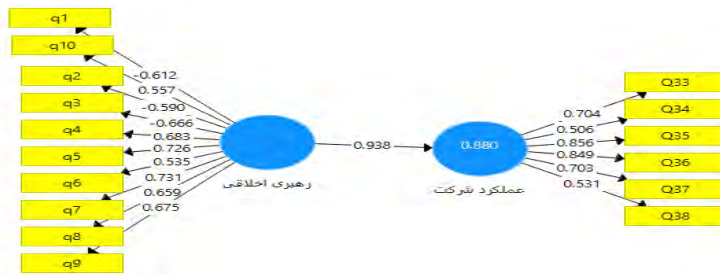 q1
q10
q2
q3
q4
q5
q6
q7
q8
q9
-0.612
0.557
-0.590
-0.666
0.683
0.726
0.535
0.731
0.659
0.675
رهبری اخلاقی
0.938
0.880
عملکرد شرکت
0.704
0.506
0.856
0.849
0.703
0.531
Q33
Q34
Q35
Q36
Q37
Q38